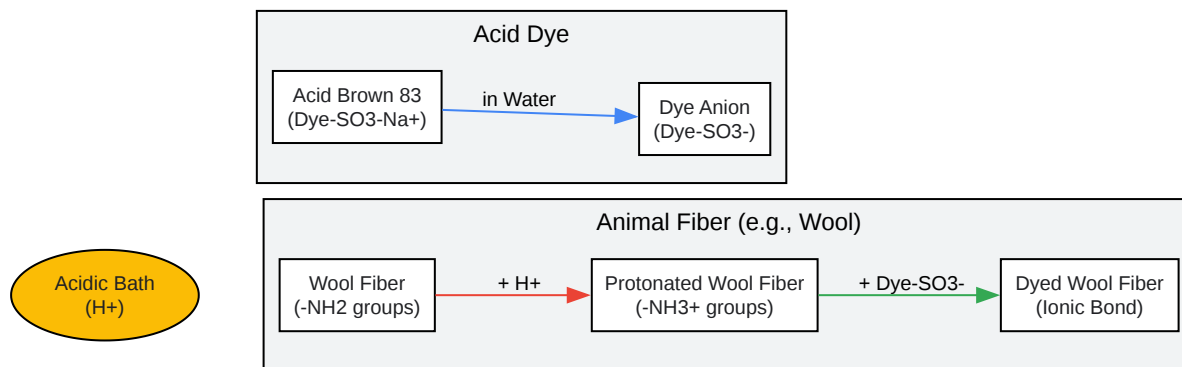 Acid Dye
Acid Brown 83
(Dye-SO3-Na+)
in Water
Dye Anion
(Dye-SO3-)
Animal Fiber (e.g., Wool)
Acidic Bath
(H+)
Wool Fiber
(-NH2 groups)
+ H+
Protonated Wool Fiber
(-NH3+ groups)
+ Dye-SO3-
Dyed Wool Fiber
(Ionic Bond)